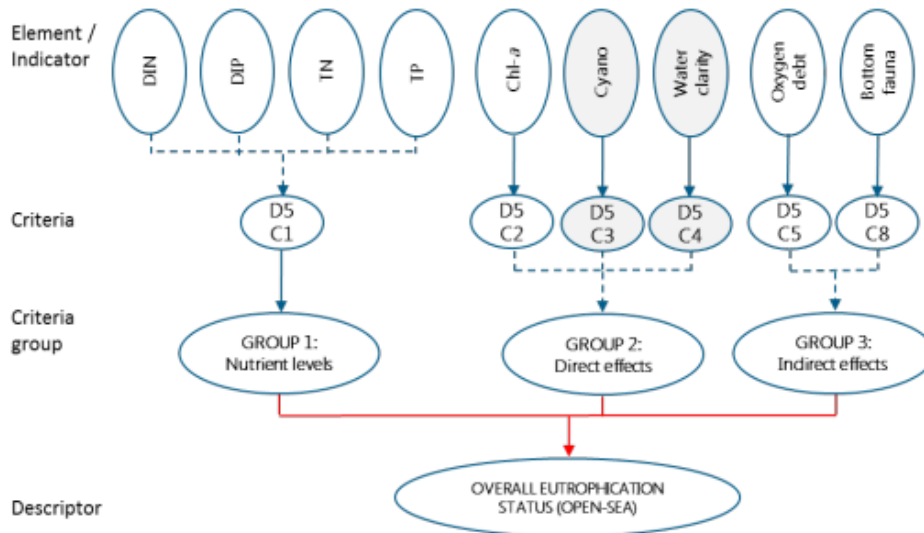 Element /
Indicator
DIN
DIP
TN
TP
Chl-a
Cyano
Water
clarity
Oxygen
debt
Bottom
fauna
Criteria
D5
C1
D5
C2
D5
C3
D5
C4
D5
C5
D5
C8
Criteria
group
GROUP 1:
Nutrient levels
GROUP 2:
Direct effects
GROUP 3:
Indirect effects
Descriptor
OVERALL EUTROPHICATION
STATUS (OPEN-SEA)